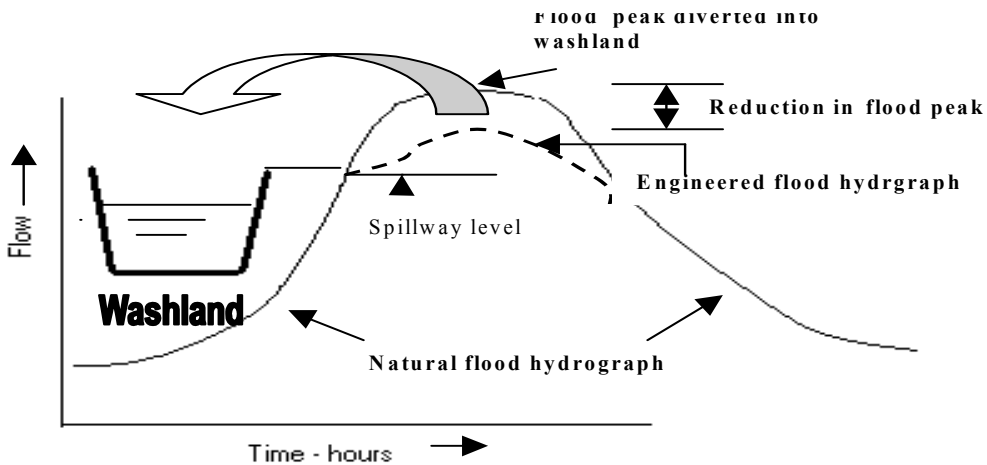 Flood peak diverted into
washland
Reduction in flood peak
Engineered flood hydrgraph
Spillway level
Flow
Washland
Natural flood hydrograph
Time - hours